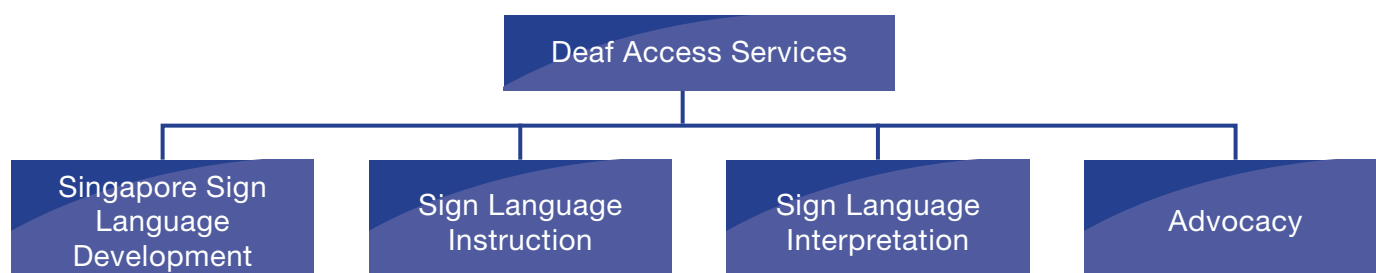 Deaf Access Services
Singapore Sign
Language
Development
Sign Language
Instruction
Sign Language
Interpretation
Advocacy